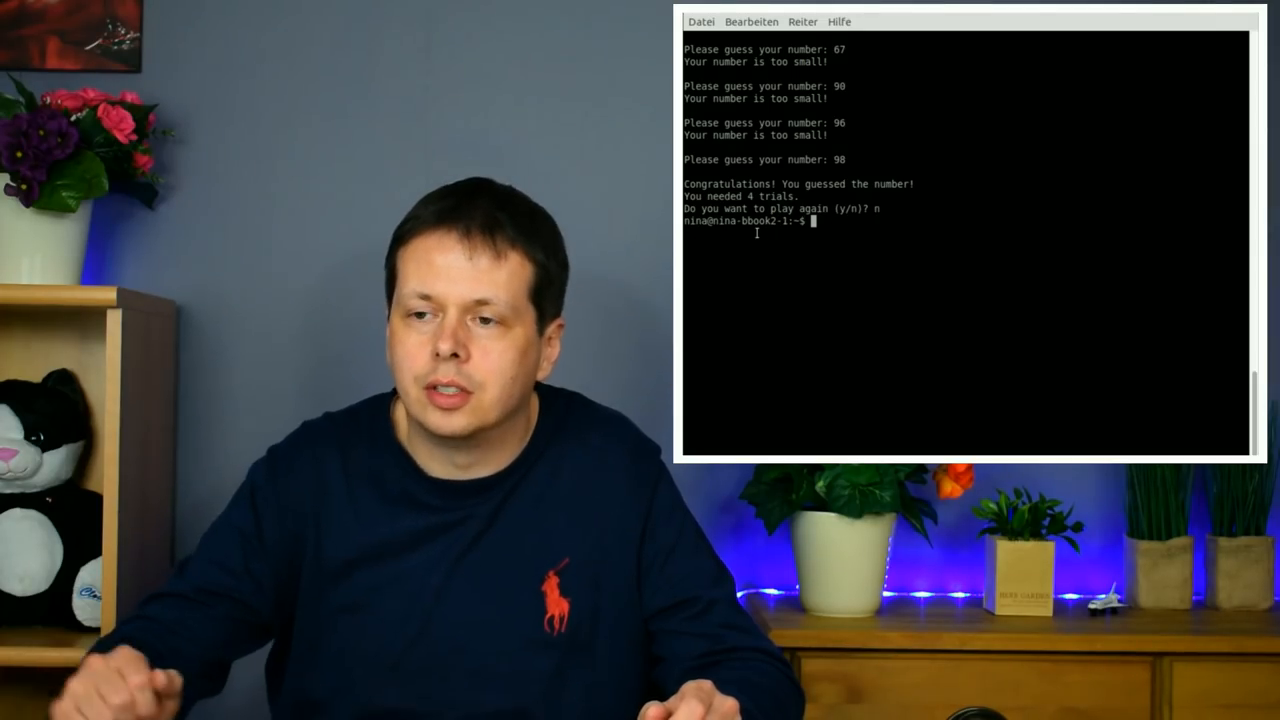 Datei Bearbeiten Reiter Hilfe
Please guess your number: 67
Your number is too small!
Please guess your number: 90
Your number is too small!
Please guess your number: 96
Your number is too small!
Please guess your number: 98
Congratulations! You guessed the number!
You needed 4 trials.
Do you want to play again (y/n)? n
nina@nina-bbook2-1:~$
HERB GARDEN